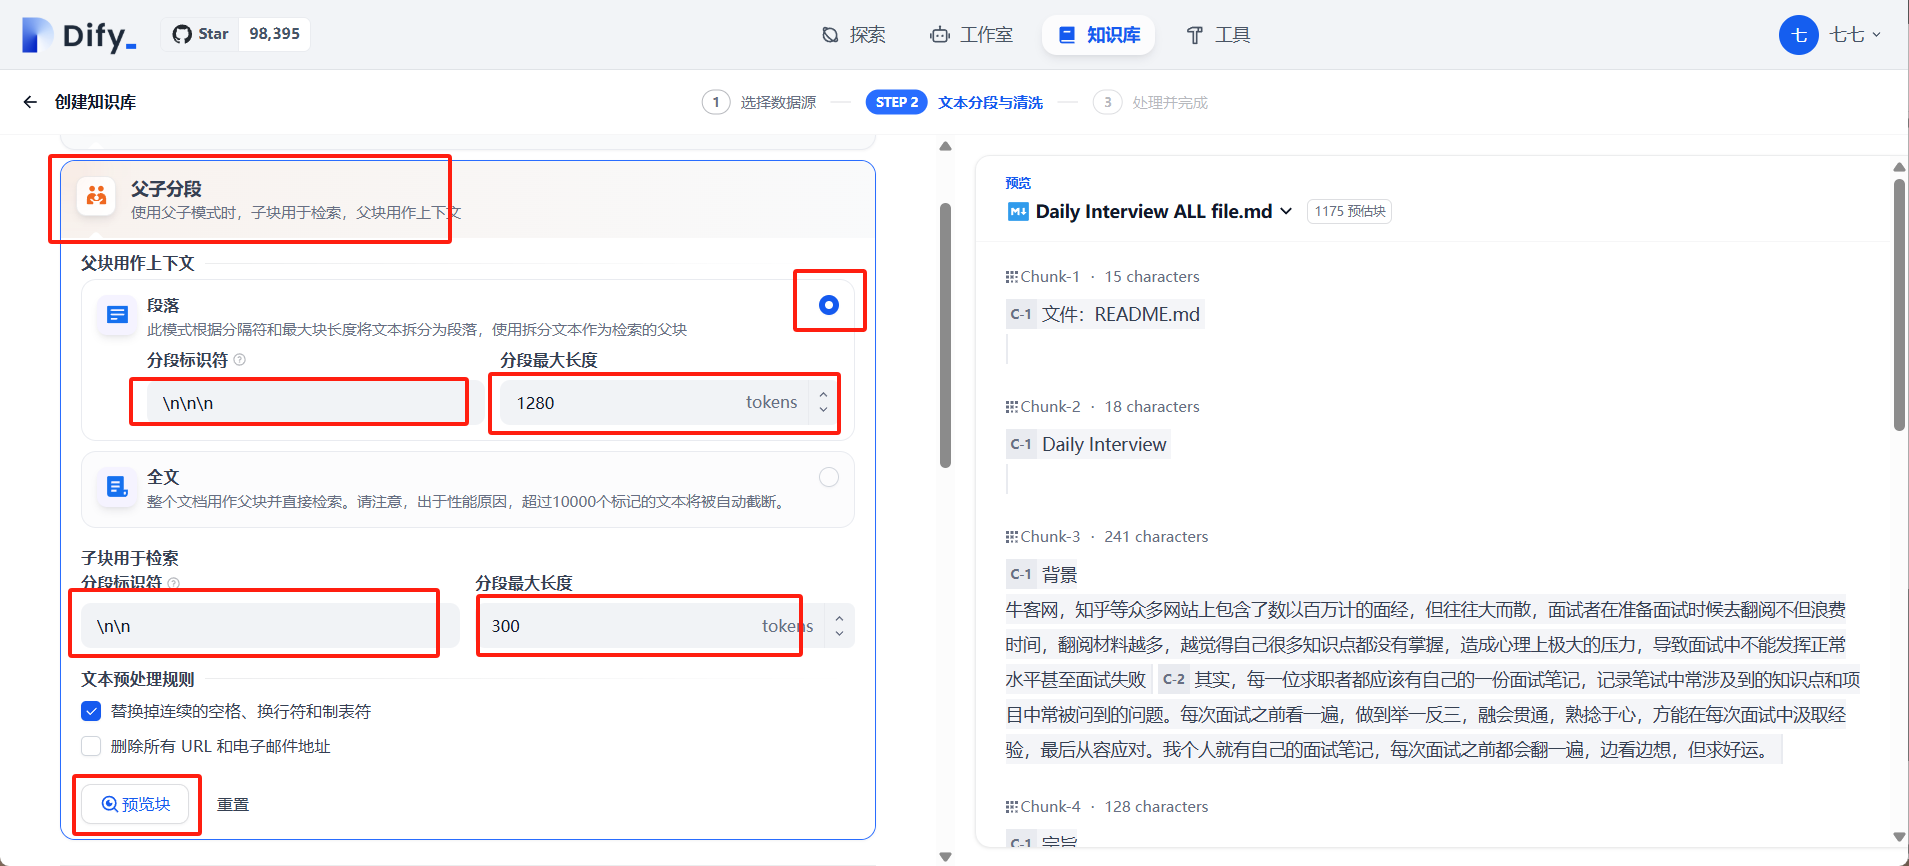 Dify_
Star 98,395
探索
工作室
知识库
工具
七 七七
创建知识库
1 选择数据源
STEP 2 文本分段与清洗
3 处理并完成
父子分段
使用父子模式时，子块用于检索，父块用作上下文
父块用作上下文
段落
此模式根据分隔符和最大块长度将文本拆分为段落，使用拆分文本作为检索的父块
分段标识符 分段最大长度
\n\n\n 1280 tokens
全文
整个文档用作父块并直接检索。请注意，出于性能原因，超过10000个标记的文本将被自动截断。
子块用于检索
分段标识符 分段最大长度
\n\n 300 tokens
文本预处理规则
替换掉连续的空格、换行符和制表符
删除所有 URL 和电子邮件地址
预览块 重置
预览
M↓ Daily Interview ALL file.md 1175 预估块
Chunk-1 · 15 characters
C-1 文件：README.md
Chunk-2 · 18 characters
C-1 Daily Interview
Chunk-3 · 241 characters
C-1 背景
牛客网，知乎等众多网站上包含了数以百万计的面经，但往往大而散，面试者在准备面试时候去翻阅不但浪费
时间，翻阅材料越多，越觉得自己很多知识点都没有掌握，造成心理上极大的压力，导致面试中不能发挥正常
水平甚至面试失败 C-2 其实，每一位求职者都应该有自己的一份面试笔记，记录笔试中常涉及到的知识点和项
目中常被问到的问题。每次面试之前看一遍，做到举一反三，融会贯通，熟捻于心，方能在每次面试中汲取经
验，最后从容应对。我个人就有自己的面试笔记，每次面试之前都会翻一遍，边看边想，但求好运。
Chunk-4 · 128 characters
C-1 宗旨